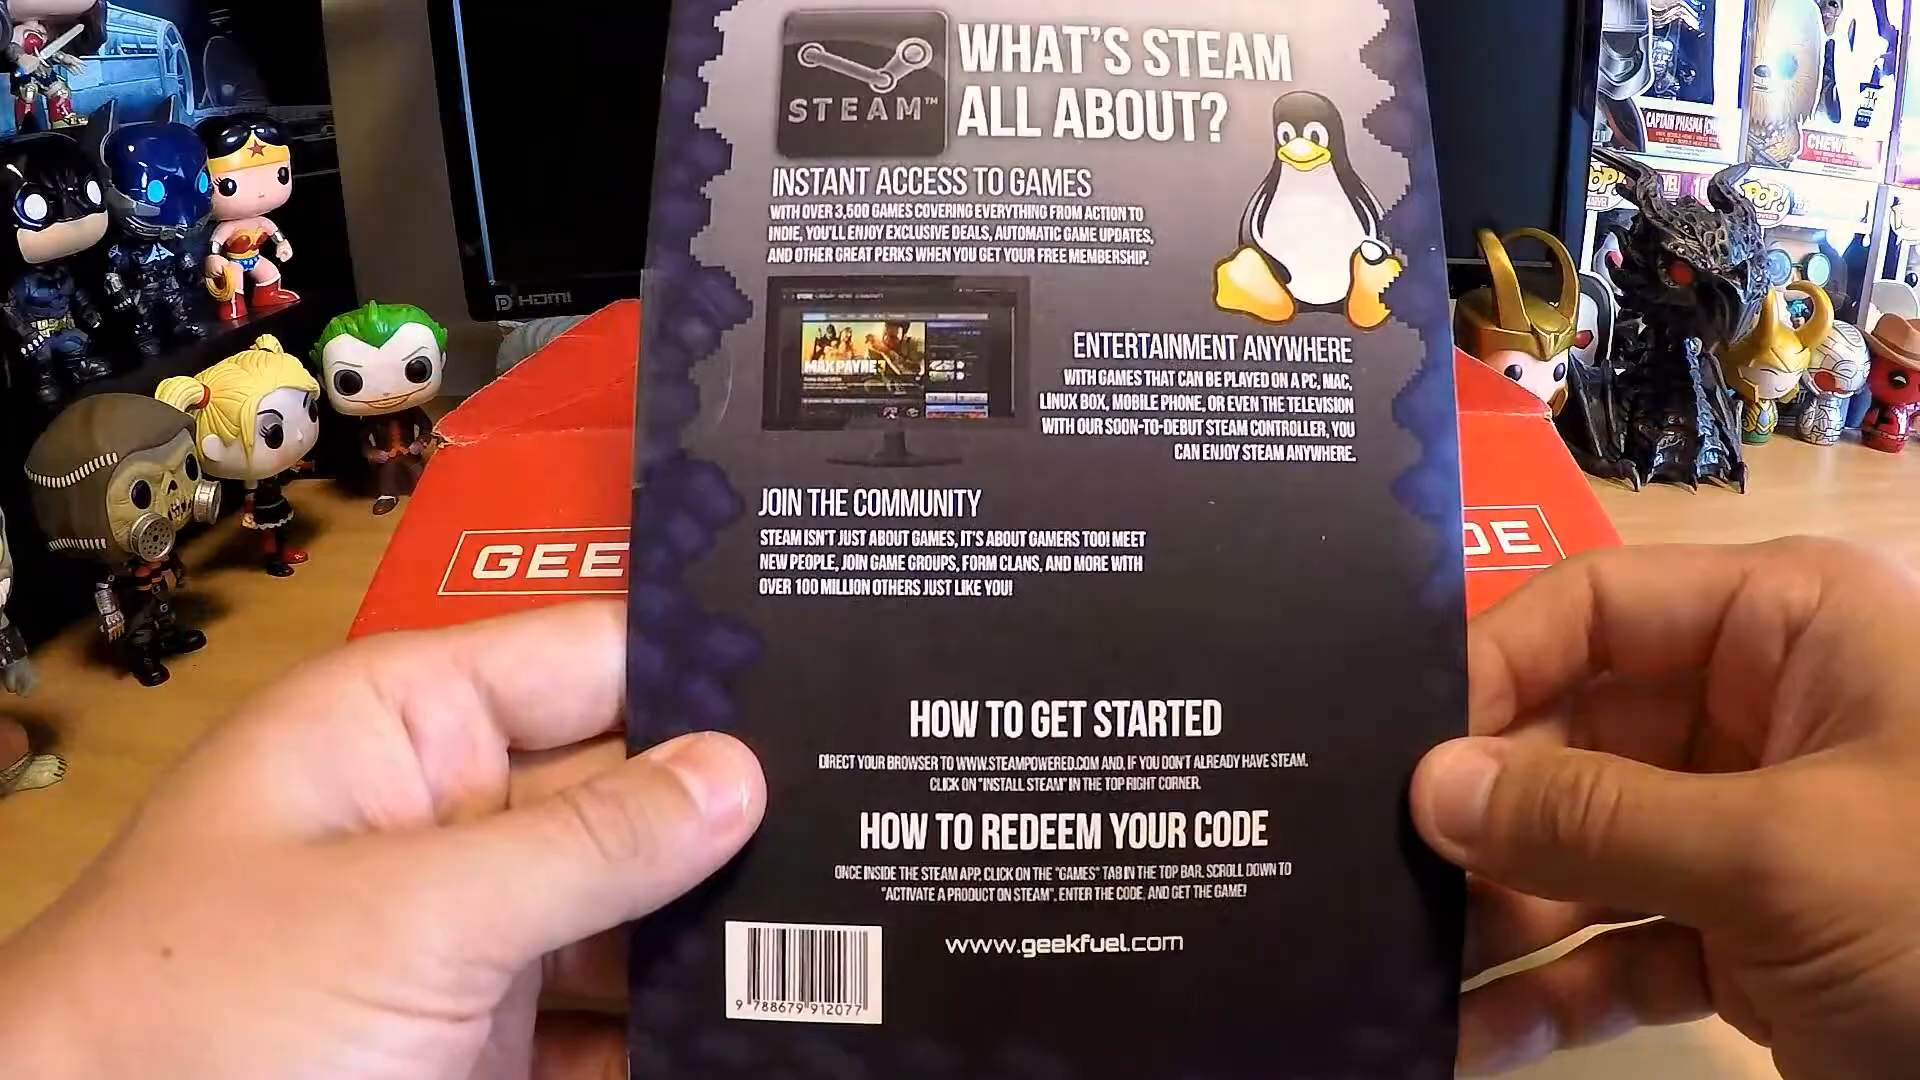 STEAM™
WHAT'S STEAM
ALL ABOUT?
INSTANT ACCESS TO GAMES
WITH OVER 3,500 GAMES COVERING EVERYTHING FROM ACTION TO
INDIE, YOU'LL ENJOY EXCLUSIVE DEALS, AUTOMATIC GAME UPDATES,
AND OTHER GREAT PERKS WHEN YOU GET YOUR FREE MEMBERSHIP.
MAX PAYNE 3
ENTERTAINMENT ANYWHERE
WITH GAMES THAT CAN BE PLAYED ON A PC, MAC,
LINUX BOX, MOBILE PHONE, OR EVEN THE TELEVISION
WITH OUR SOON-TO-DEBUT STEAM CONTROLLER, YOU
CAN ENJOY STEAM ANYWHERE.
JOIN THE COMMUNITY
STEAM ISN'T JUST ABOUT GAMES, IT'S ABOUT GAMERS TOO! MEET
NEW PEOPLE, JOIN GAME GROUPS, FORM CLANS, AND MORE WITH
OVER 100 MILLION OTHERS JUST LIKE YOU!
HOW TO GET STARTED
DIRECT YOUR BROWSER TO WWW.STEAMPOWERED.COM AND, IF YOU DON'T ALREADY HAVE STEAM,
CLICK ON "INSTALL STEAM" IN THE TOP RIGHT CORNER.
HOW TO REDEEM YOUR CODE
ONCE INSIDE THE STEAM APP, CLICK ON THE "GAMES" TAB IN THE TOP BAR. SCROLL DOWN TO
"ACTIVATE A PRODUCT ON STEAM", ENTER THE CODE, AND GET THE GAME!
www.geekfuel.com
9 788679 912077
HDMI
GEE
DE
CAPTAIN PHASMA
CHEW
POP!
POP!